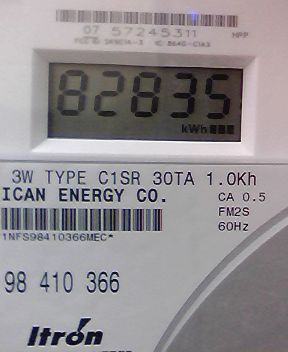 07 57245311 MPP
82835
kWh
3W TYPE C1SR 30TA 1.0Kh
ICAN ENERGY CO. CA 0.5
FM2S
1NFS98410366MEC* 60Hz
98 410 366
Itron